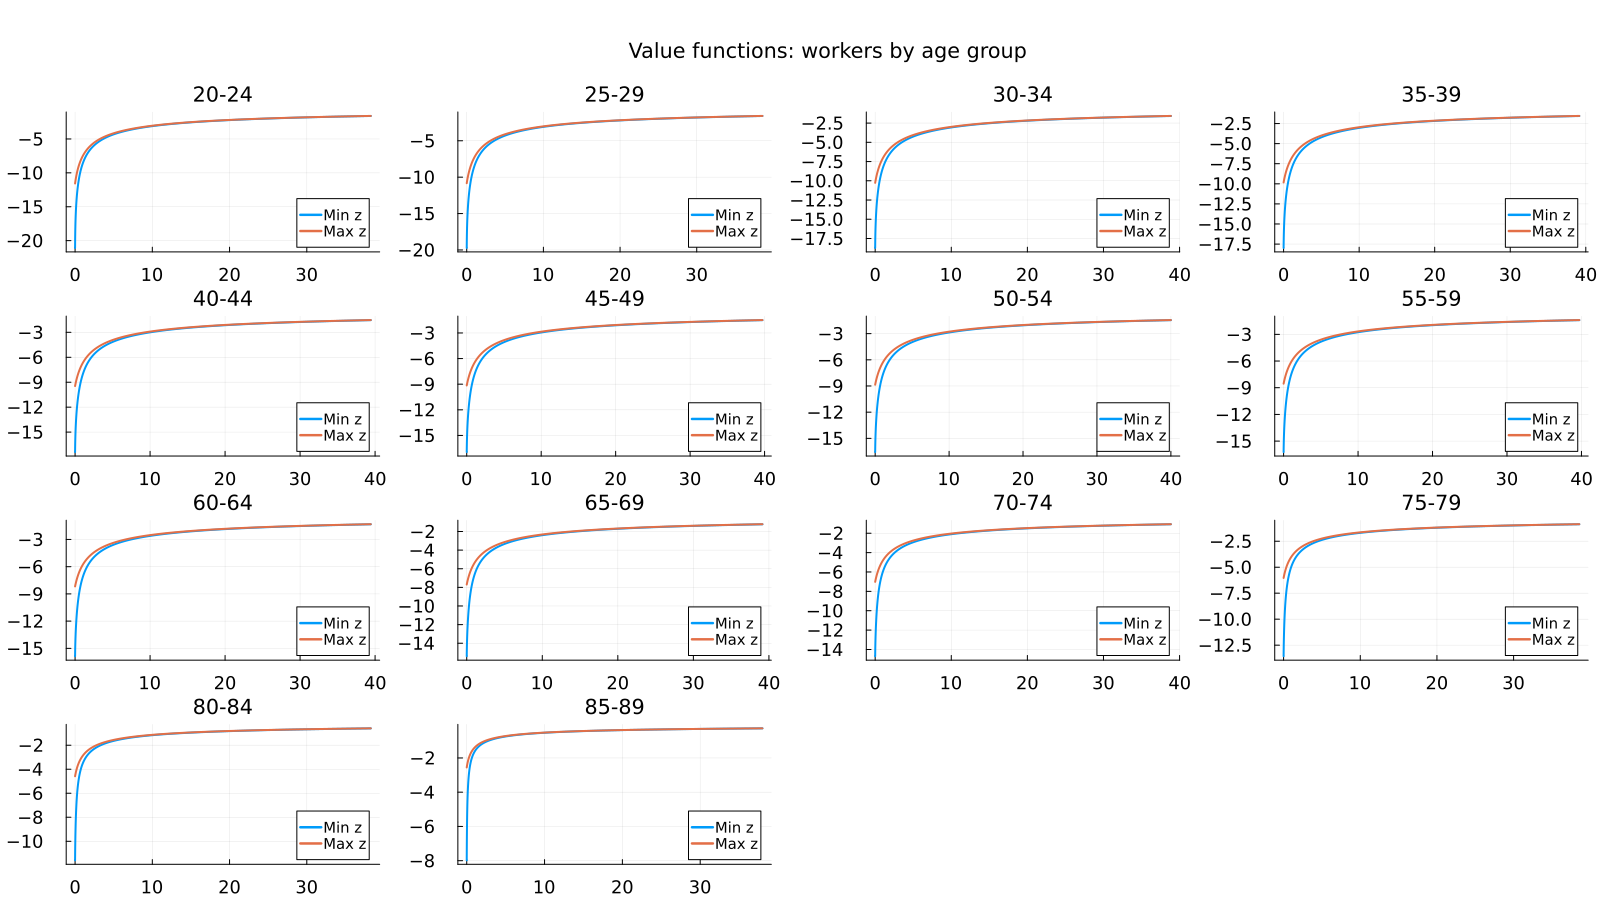 Value functions: workers by age group
20-24 25-29 30-34 35-39
−5 −5 −2.5 −2.5
−10 −10 −5.0 −5.0
−15 −15 −7.5 −7.5
−20 −20 −10.0 −10.0
−12.5 −12.5
−15.0 −15.0
−17.5 −17.5
Min z Min z Min z Min z
Max z Max z Max z Max z
0 10 20 30 0 10 20 30 0 10 20 30 40 0 10 20 30 40
40-44 45-49 50-54 55-59
−3 −3 −3 −3
−6 −6 −6 −6
−9 −9 −9 −9
−12 −12 −12 −12
−15 −15 −15 −15
Min z Min z Min z Min z
Max z Max z Max z Max z
0 10 20 30 40 0 10 20 30 40 0 10 20 30 40 0 10 20 30 40
60-64 65-69 70-74 75-79
−3 −2 −2 −2.5
−6 −4 −4 −5.0
−9 −6 −6 −7.5
−12 −8 −8 −10.0
−15 −10 −10 −12.5
−12 −12
−14 −14
Min z Min z Min z Min z
Max z Max z Max z Max z
0 10 20 30 40 0 10 20 30 40 0 10 20 30 40 0 10 20 30
80-84 85-89
−2 −2
−4 −4
−6 −6
−8 −8
−10
Min z Min z
Max z Max z
0 10 20 30 0 10 20 30